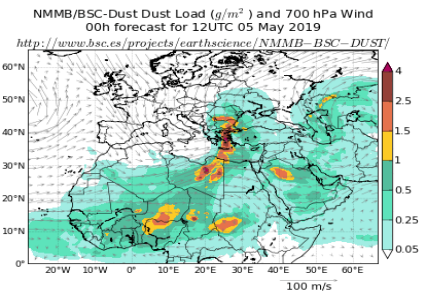 NMMB/BSC-Dust Dust Load (g/m²) and 700 hPa Wind
00h forecast for 12UTC 05 May 2019
http://www.bsc.es/projects/earthscience/NMMB-BSC-DUST/
60°N
50°N
40°N
30°N
20°N
10°N
0°
20°W 10°W 0° 10°E 20°E 30°E 40°E 50°E 60°E
4
2.5
1.5
1
0.5
0.25
0.05
100 m/s